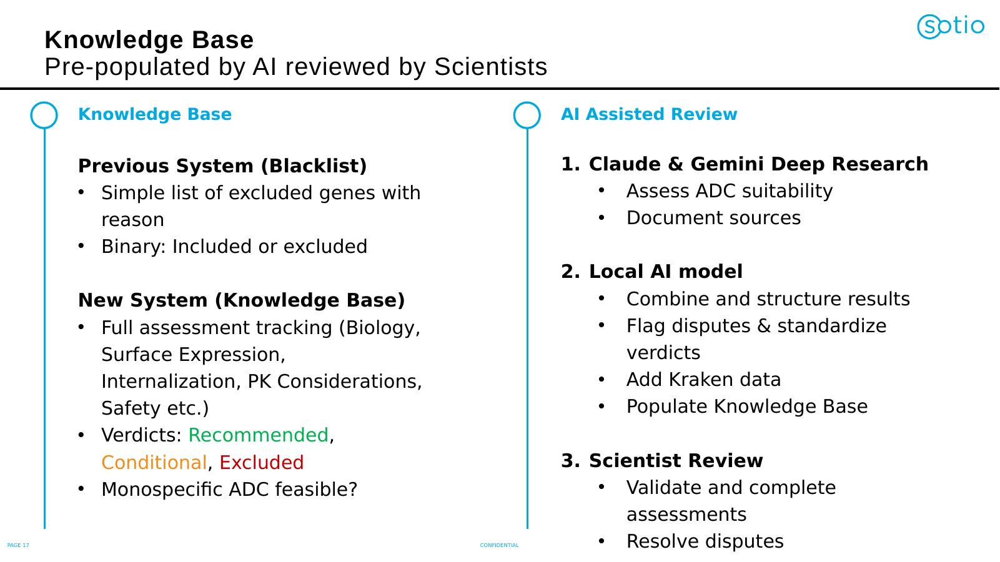 sotio
Knowledge Base
Pre-populated by AI reviewed by Scientists
Knowledge Base
Previous System (Blacklist)
• Simple list of excluded genes with
reason
• Binary: Included or excluded
New System (Knowledge Base)
• Full assessment tracking (Biology,
Surface Expression,
Internalization, PK Considerations,
Safety etc.)
• Verdicts: Recommended,
Conditional, Excluded
• Monospecific ADC feasible?
AI Assisted Review
1. Claude & Gemini Deep Research
• Assess ADC suitability
• Document sources
2. Local AI model
• Combine and structure results
• Flag disputes & standardize
verdicts
• Add Kraken data
• Populate Knowledge Base
3. Scientist Review
• Validate and complete
assessments
• Resolve disputes
PAGE 17
CONFIDENTIAL